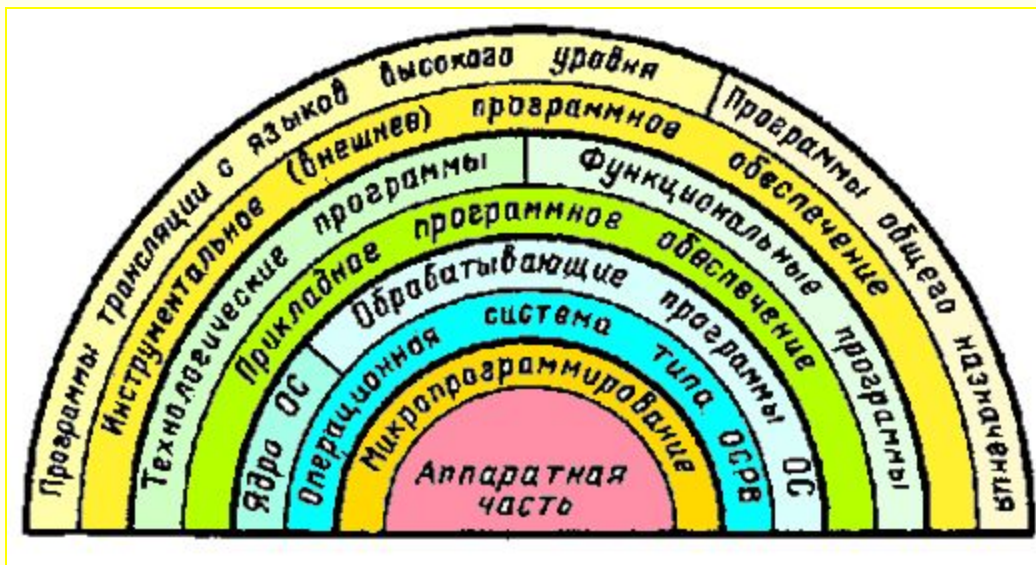 Программы трансляции с языков высокого уровня
Программы общего назначения
Инструментальное (внешнее) программное обеспечение
Технологические программы
Функциональные программы
Прикладное программное обеспечение
Ядро ОС
Обрабатывающие программы ОС
Операционная система типа ОСРВ
Микропрограммирование
Аппаратная
часть